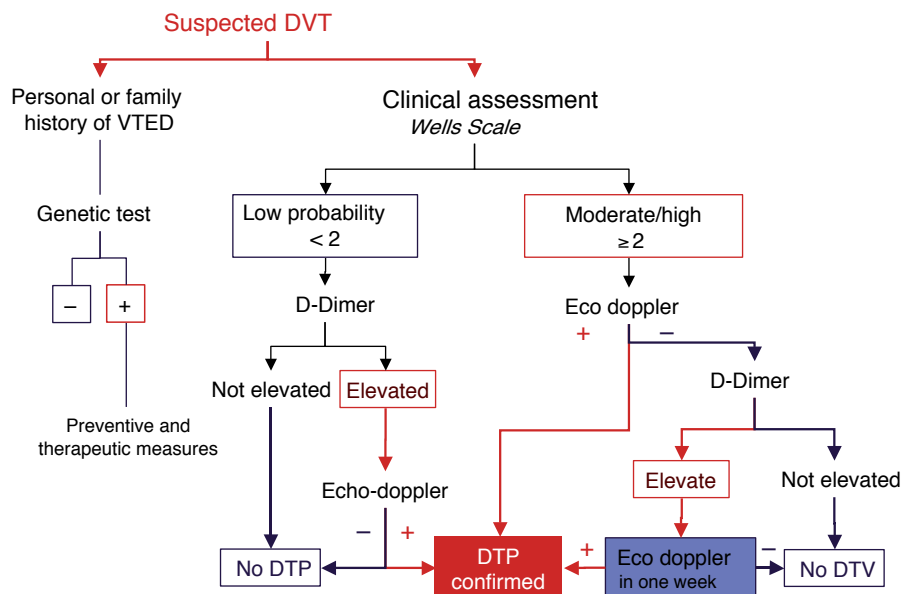 Suspected DVT
Personal or family
history of VTED
Clinical assessment
Wells Scale
Genetic test
Low probability
< 2
Moderate/high
≥ 2
− +
D-Dimer
Eco doppler
+ −
Not elevated
Elevated
D-Dimer
Preventive and
therapeutic measures
Elevate
Not elevated
Echo-doppler
− +
No DTP
DTP
confirmed
+
Eco doppler
in one week
−
No DTV